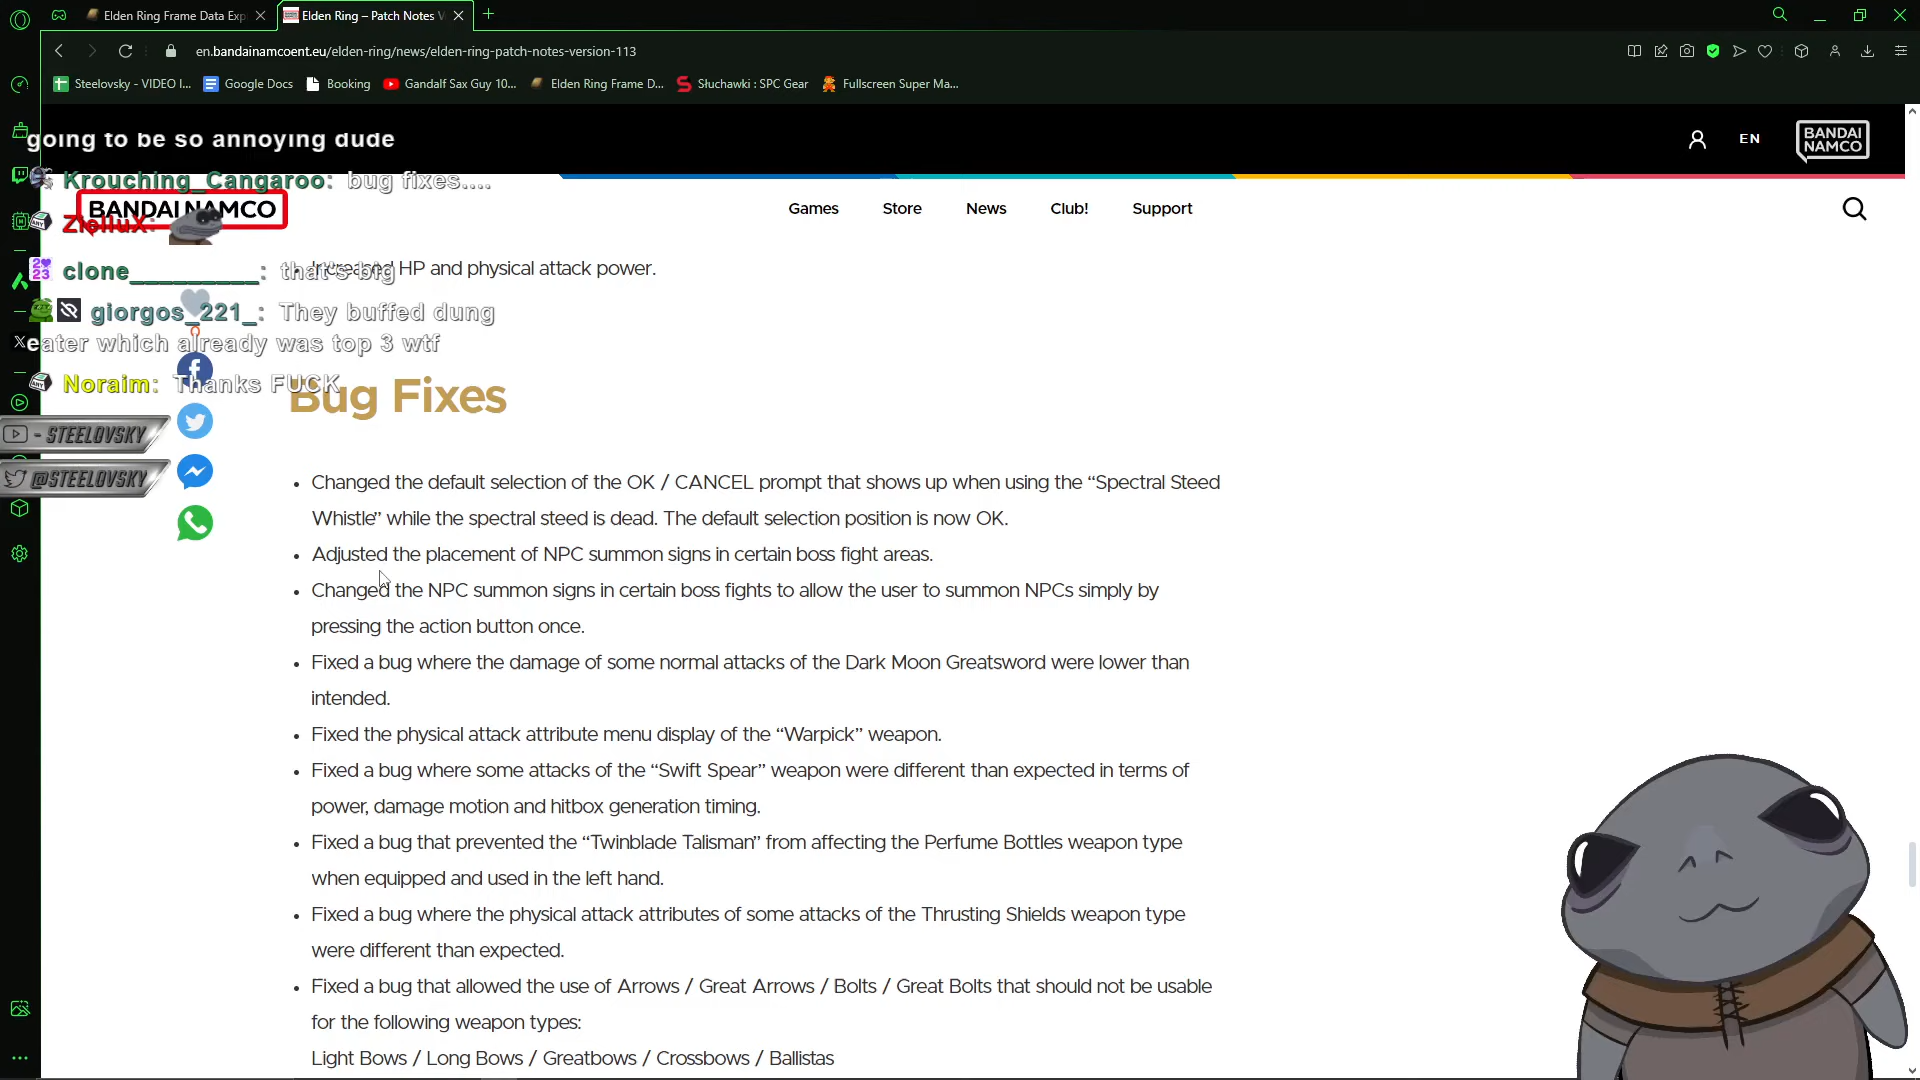 Elden Ring Frame Data Exp
Elden Ring – Patch Notes V
en.bandainamcoent.eu/elden-ring/news/elden-ring-patch-notes-version-113
Steelovsky - VIDEO I...
Google Docs
Booking
Gandalf Sax Guy 10...
Elden Ring Frame D...
Słuchawki : SPC Gear
Fullscreen Super Ma...
going to be so annoying dude
EN
BANDAI
NAMCO
Krouching_Cangaroo: bug fixes....
BANDAI NAMCO
Games
Store
News
Club!
Support
ZielluX:
Increased HP and physical attack power.
2023
clone_________: that's big
giorgos_221_: They buffed dung
eater which already was top 3 wtf
Noraim: Thanks FUCK
Bug Fixes
- STEELOVSKY
@STEELOVSKY
• Changed the default selection of the OK / CANCEL prompt that shows up when using the “Spectral Steed
Whistle” while the spectral steed is dead. The default selection position is now OK.
• Adjusted the placement of NPC summon signs in certain boss fight areas.
• Changed the NPC summon signs in certain boss fights to allow the user to summon NPCs simply by
pressing the action button once.
• Fixed a bug where the damage of some normal attacks of the Dark Moon Greatsword were lower than
intended.
• Fixed the physical attack attribute menu display of the “Warpick” weapon.
• Fixed a bug where some attacks of the “Swift Spear” weapon were different than expected in terms of
power, damage motion and hitbox generation timing.
• Fixed a bug that prevented the “Twinblade Talisman” from affecting the Perfume Bottles weapon type
when equipped and used in the left hand.
• Fixed a bug where the physical attack attributes of some attacks of the Thrusting Shields weapon type
were different than expected.
• Fixed a bug that allowed the use of Arrows / Great Arrows / Bolts / Great Bolts that should not be usable
for the following weapon types:
Light Bows / Long Bows / Greatbows / Crossbows / Ballistas